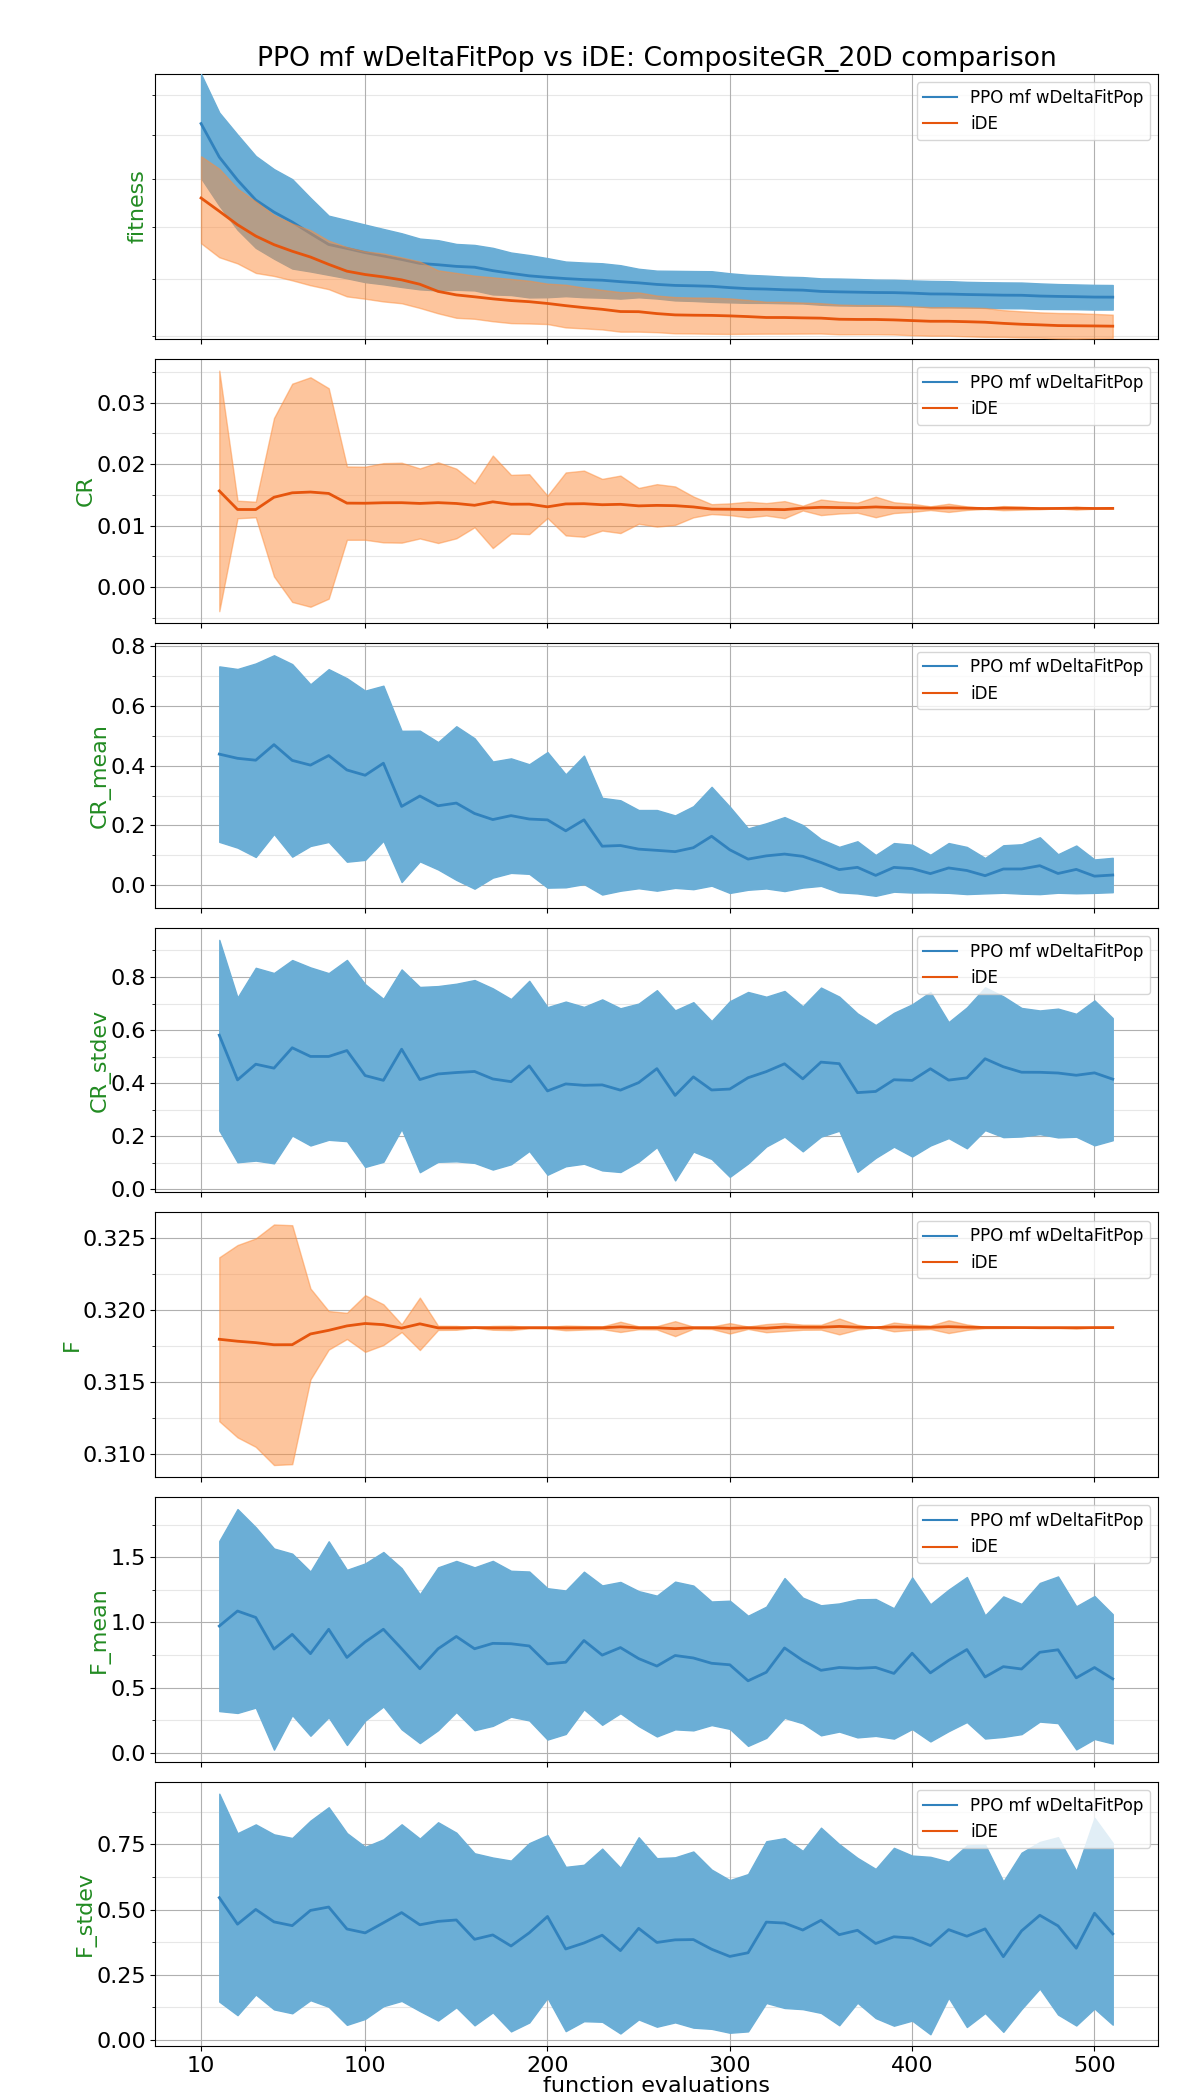 PPO mf wDeltaFitPop vs iDE: CompositeGR_20D comparison
fitness
PPO mf wDeltaFitPop
iDE
CR
0.03
0.02
0.01
0.00
PPO mf wDeltaFitPop
iDE
CR_mean
0.8
0.6
0.4
0.2
0.0
PPO mf wDeltaFitPop
iDE
CR_stdev
0.8
0.6
0.4
0.2
0.0
PPO mf wDeltaFitPop
iDE
F
0.325
0.320
0.315
0.310
PPO mf wDeltaFitPop
iDE
F_mean
1.5
1.0
0.5
0.0
PPO mf wDeltaFitPop
iDE
F_stdev
0.75
0.50
0.25
0.00
PPO mf wDeltaFitPop
iDE
10 100 200 300 400 500
function evaluations